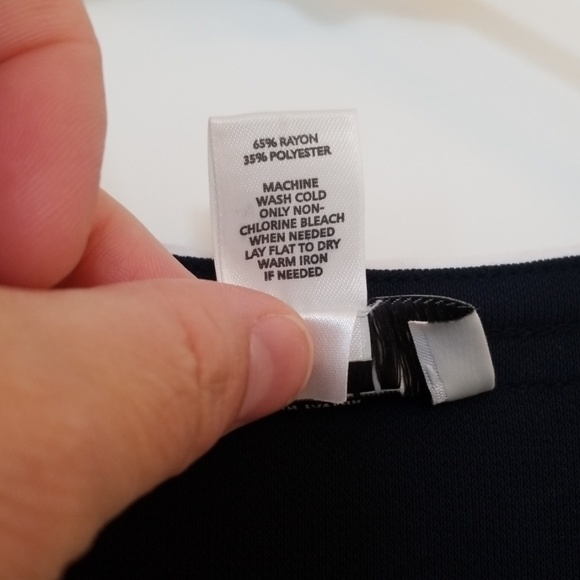 65% RAYON
35% POLYESTER
MACHINE
WASH COLD
ONLY NON-
CHLORINE BLEACH
WHEN NEEDED
LAY FLAT TO DRY
WARM IRON
IF NEEDED